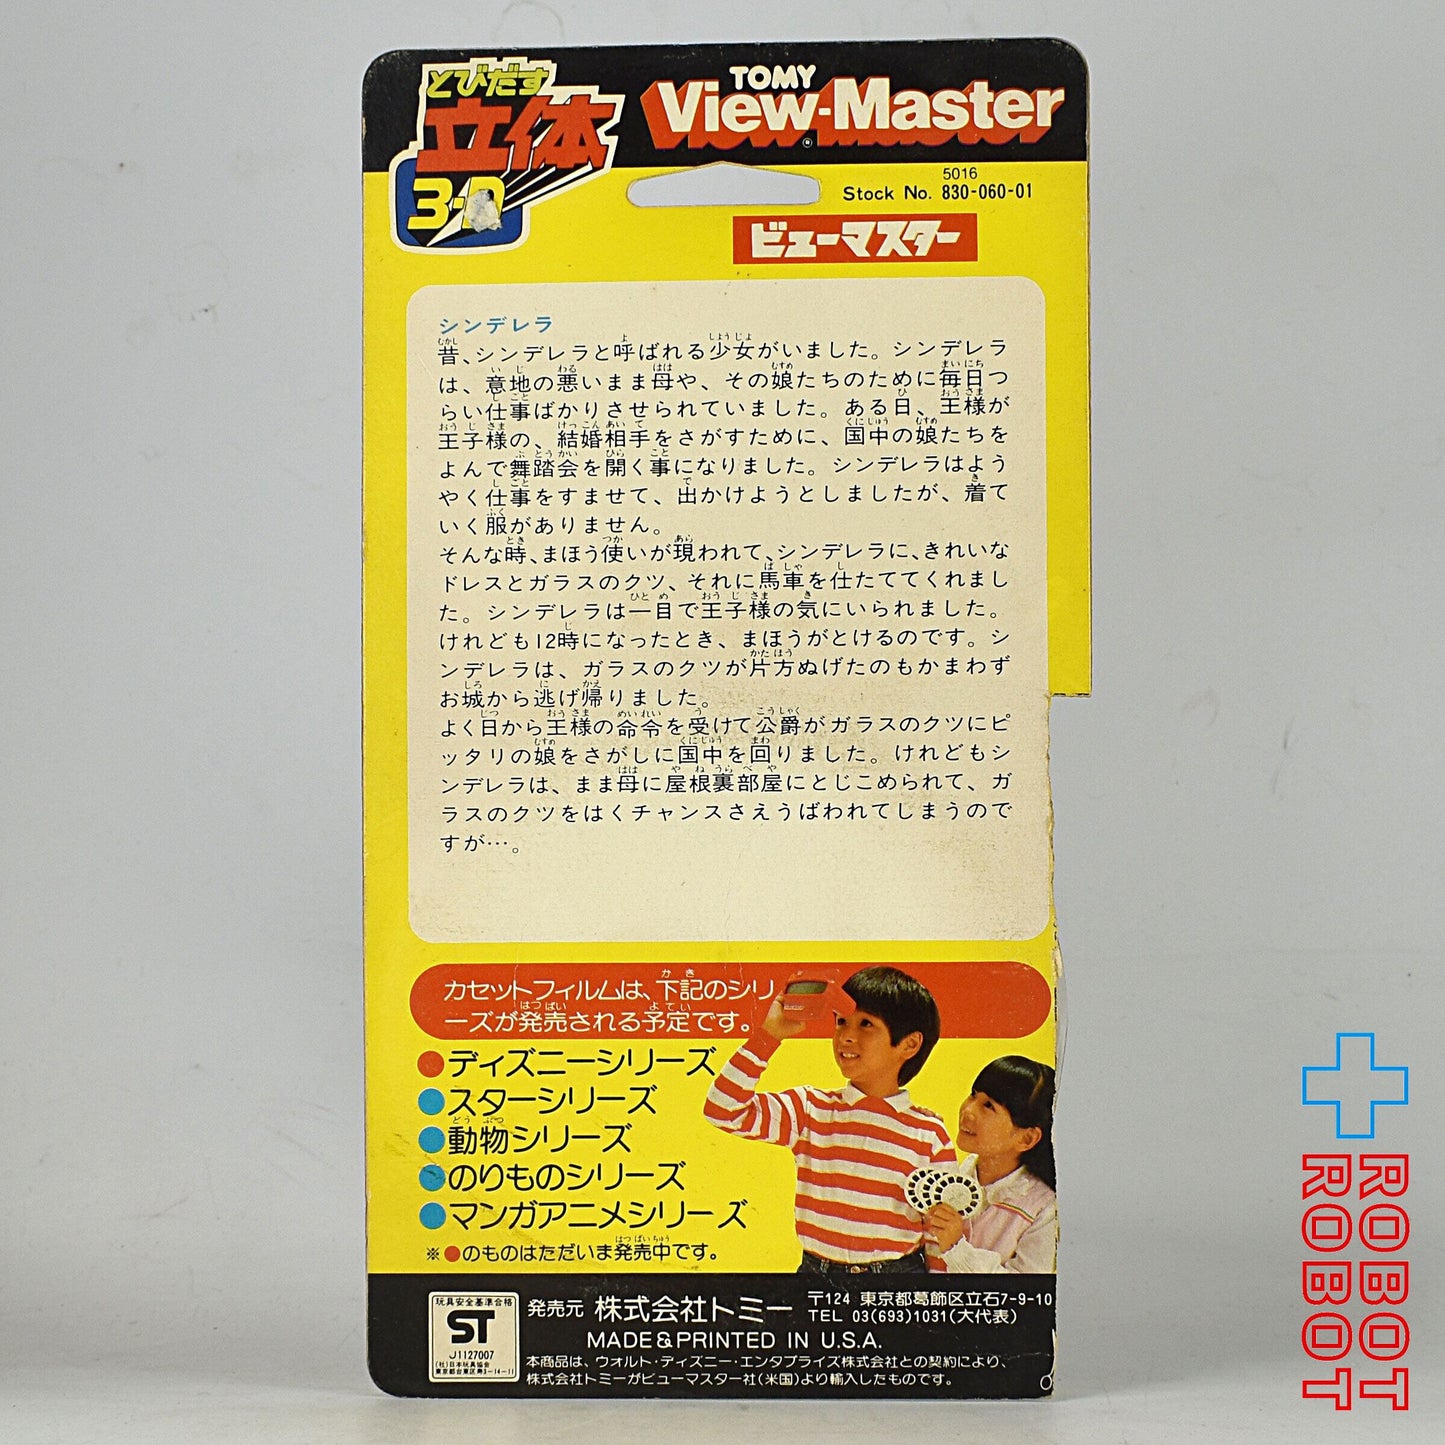 とびだす
立体
3-D
TOMY
View-Master®
5016
Stock No. 830-060-01
ビューマスター
シンデレラ
昔、シンデレラと呼ばれる少女がいました。シンデレラ
は、意地の悪いまま母や、その娘たちのために毎日つ
らい仕事ばかりさせられていました。ある日、王様が
王子様の、結婚相手をさがすために、国中の娘たちを
よんで舞踏会を開く事になりました。シンデレラはよう
やく仕事をすませて、出かけようとしましたが、着て
いく服がありません。
そんな時、まほう使いが現われて、シンデレラに、きれいな
ドレスとガラスのクツ、それに馬車を仕たててくれまし
た。シンデレラは一目で王子様の気にいられました。
けれども12時になったとき、まほうがとけるのです。シ
ンデレラは、ガラスのクツが片方ぬげたのもかまわず
お城から逃げ帰りました。
よく日から王様の命令を受けて公爵がガラスのクツにピ
ッタリの娘をさがしに国中を回りました。けれどもシ
ンデレラは、まま母に屋根裏部屋にとじこめられて、ガ
ラスのクツをはくチャンスさえうばわれてしまうので
すが…。
カセットフィルムは、下記のシリ
ーズが発売される予定です。
●ディズニーシリーズ
●スターシリーズ
●動物シリーズ
●のりものシリーズ
●マンガアニメシリーズ
※●のものはただいま発売中です。
玩具安全基準合格
ST
J1127007
(社)日本玩具協会
東京都台東区寿3-14-11
発売元 株式会社トミー 〒124 東京都葛飾区立石7-9-10
TEL 03(693)1031(大代表)
MADE & PRINTED IN U.S.A.
本商品は、ウォルト・ディズニー・エンタプライズ株式会社との契約により、
株式会社トミーがビューマスター社(米国)より輸入したものです。
ROBOT
ROBOT